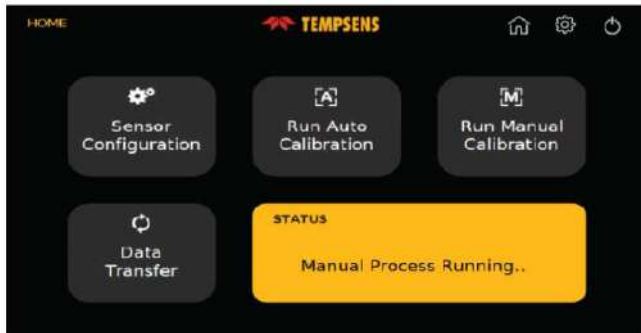 HOME
TEMPSENS
Sensor
Configuration
[A]
Run Auto
Calibration
[M]
Run Manual
Calibration
Data
Transfer
STATUS
Manual Process Running..